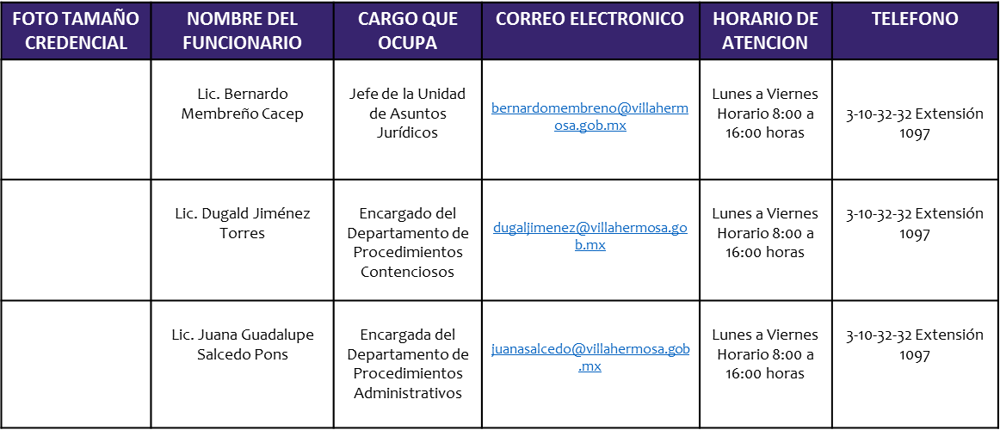 FOTO TAMAÑO
CREDENCIAL
NOMBRE DEL
FUNCIONARIO
CARGO QUE
OCUPA
CORREO ELECTRONICO
HORARIO DE
ATENCION
TELEFONO
Lic. Bernardo
Membreño Cacep
Jefe de la Unidad
de Asuntos
Jurídicos
bernardomembreno@villaherm
osa.gob.mx
Lunes a Viernes
Horario 8:00 a
16:00 horas
3-10-32-32 Extensión
1097
Lic. Dugald Jiménez
Torres
Encargado del
Departamento de
Procedimientos
Contenciosos
dugaljimenez@villahermosa.go
b.mx
Lunes a Viernes
Horario 8:00 a
16:00 horas
3-10-32-32 Extensión
1097
Lic. Juana Guadalupe
Salcedo Pons
Encargada del
Departamento de
Procedimientos
Administrativos
juanasalcedo@villahermosa.gob
.mx
Lunes a Viernes
Horario 8:00 a
16:00 horas
3-10-32-32 Extensión
1097